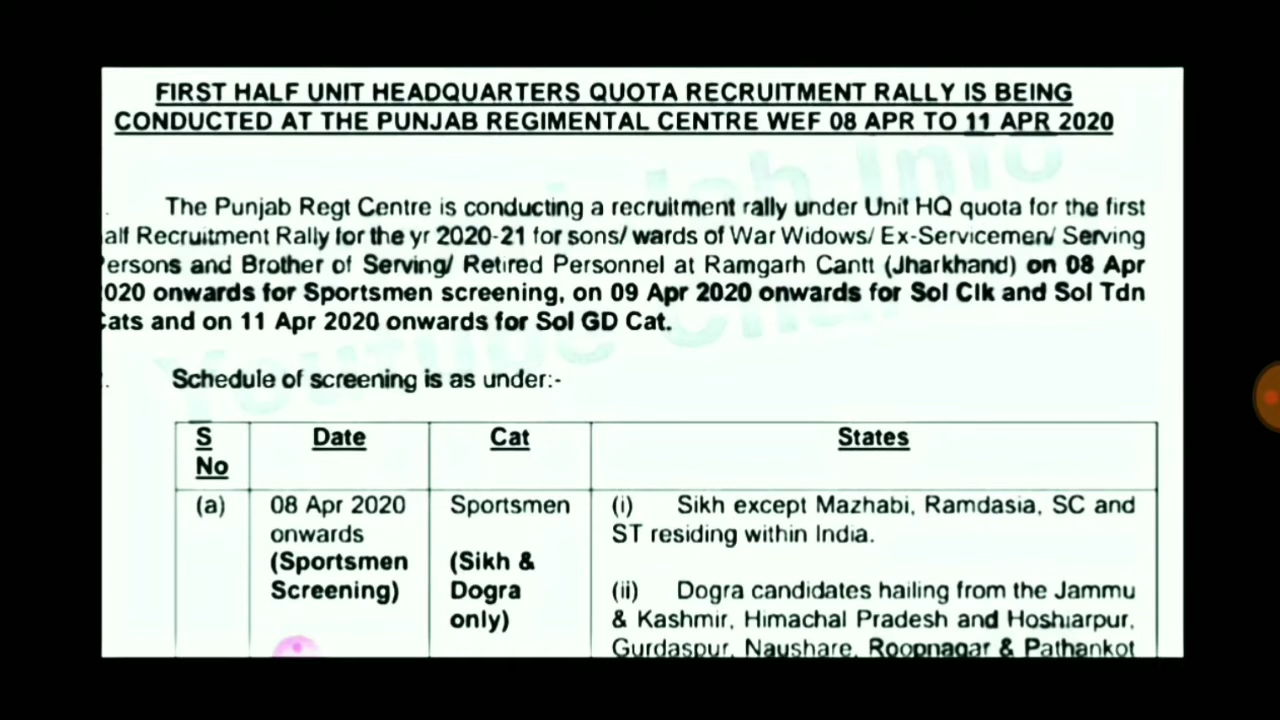 FIRST HALF UNIT HEADQUARTERS QUOTA RECRUITMENT RALLY IS BEING
CONDUCTED AT THE PUNJAB REGIMENTAL CENTRE WEF 08 APR TO 11 APR 2020
. The Punjab Regt Centre is conducting a recruitment rally under Unit HQ quota for the first
alf Recruitment Rally for the yr 2020-21 for sons/ wards of War Widows/ Ex-Servicemen/ Serving
ersons and Brother of Serving/ Retired Personnel at Ramgarh Cantt (Jharkhand) on 08 Apr
020 onwards for Sportsmen screening, on 09 Apr 2020 onwards for Sol Clk and Sol Tdn
ats and on 11 Apr 2020 onwards for Sol GD Cat.
. Schedule of screening is as under:-
S No Date Cat States
(a) 08 Apr 2020 Sportsmen (i) Sikh except Mazhabi, Ramdasia, SC and
onwards ST residing within India.
(Sportsmen (Sikh &
Screening) Dogra (ii) Dogra candidates hailing from the Jammu
only) & Kashmir, Himachal Pradesh and Hoshiarpur,
Gurdaspur, Naushare, Roopnagar & Pathankot
Youtube Channel
Job Info